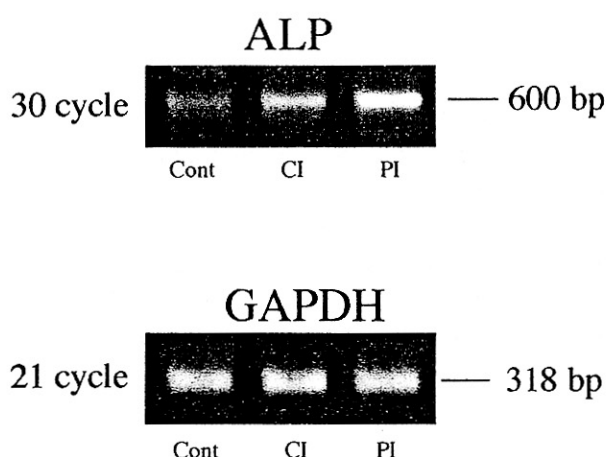 ALP
30 cycle
600 bp
Cont CI PI
GAPDH
21 cycle
318 bp
Cont CI PI